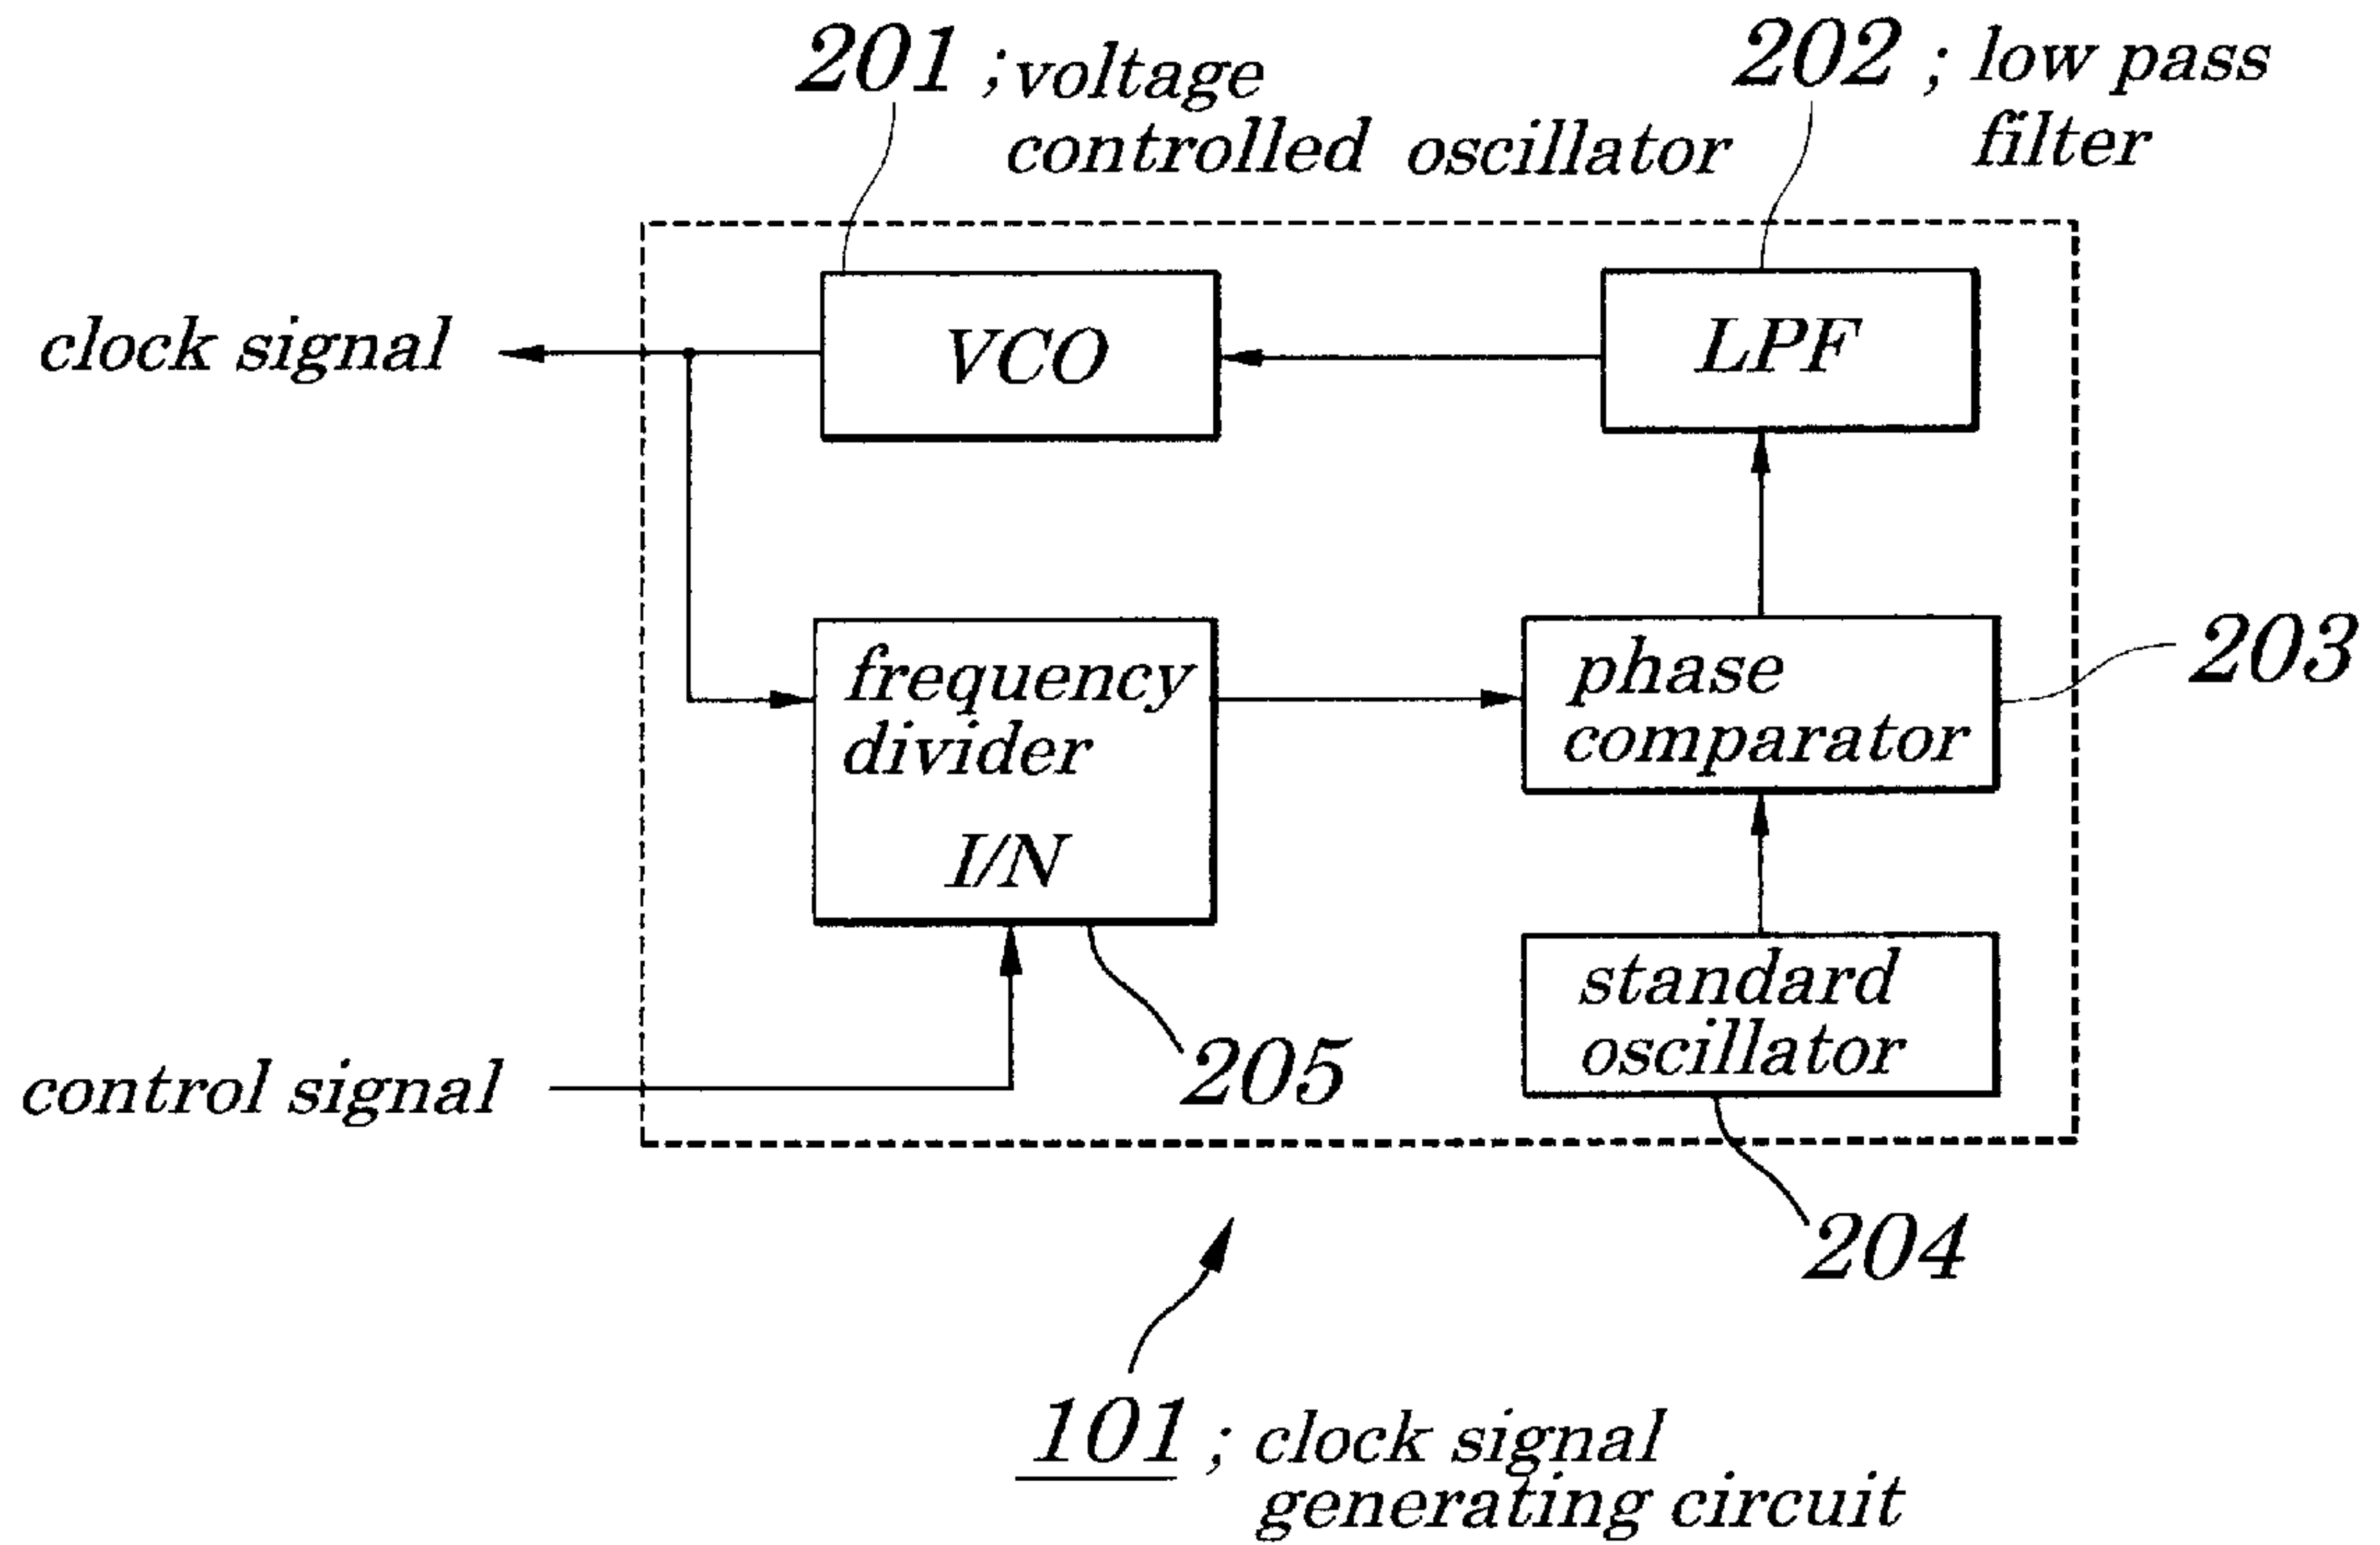 201 ; voltage
controlled oscillator
202 ; low pass
filter
clock signal
VCO
LPF
frequency
divider
I/N
phase
comparator
203
standard
oscillator
control signal
205
204
101 ; clock signal
generating circuit